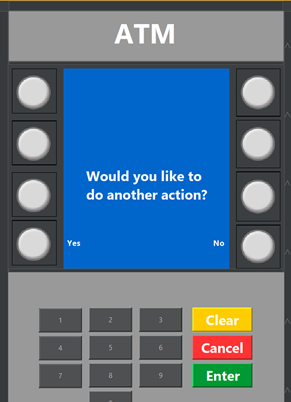 ATM
Would you like to
do another action?
Yes No
1 2 3 Clear
4 5 6 Cancel
7 8 9 Enter